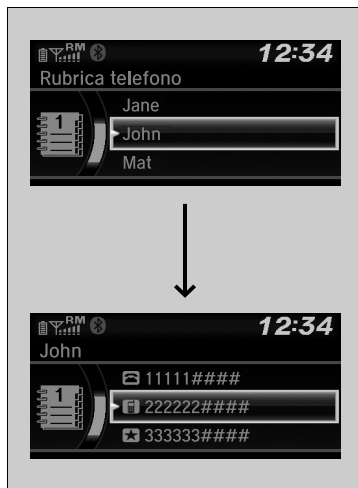 RM 12:34
Rubrica telefono
Jane
1
John
Mat
RM 12:34
John
11111####
1
222222####
333333####